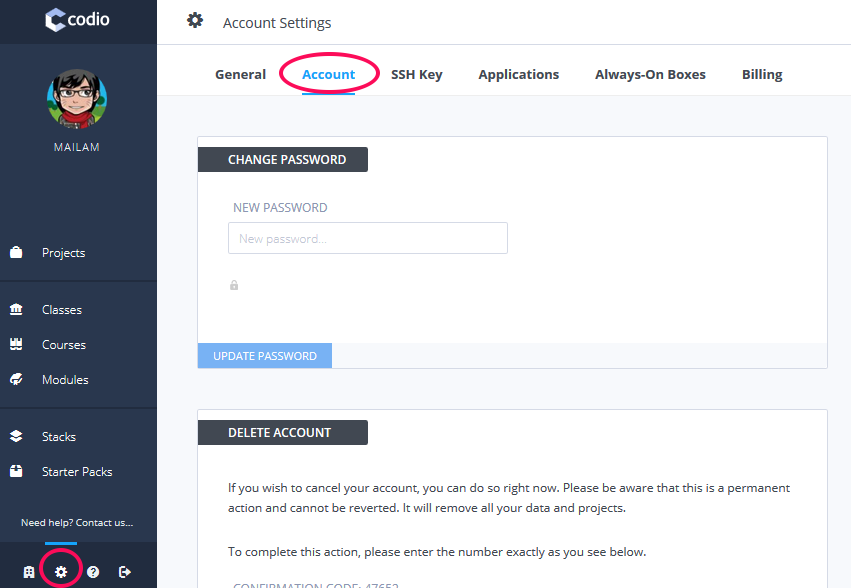 codio
Account Settings
General
Account
SSH Key
Applications
Always-On Boxes
Billing
MAILAM
Projects
Classes
Courses
Modules
Stacks
Starter Packs
Need help? Contact us...
CHANGE PASSWORD
NEW PASSWORD
New password...
UPDATE PASSWORD
DELETE ACCOUNT
If you wish to cancel your account, you can do so right now. Please be aware that this is a permanent
action and cannot be reverted. It will remove all your data and projects.
To complete this action, please enter the number exactly as you see below.
CONFIRMATION CODE: 47652